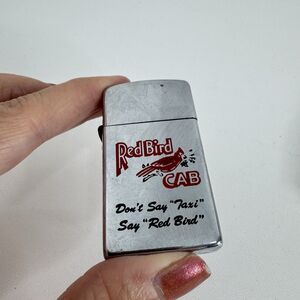 Red Bird
CAB
Don't Say "Taxi"
Say "Red Bird"